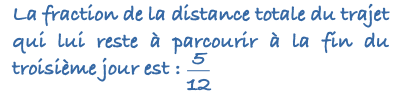 La fraction de la distance totale du trajet
qui lui reste à parcourir à la fin du
troisième jour est : 5/12